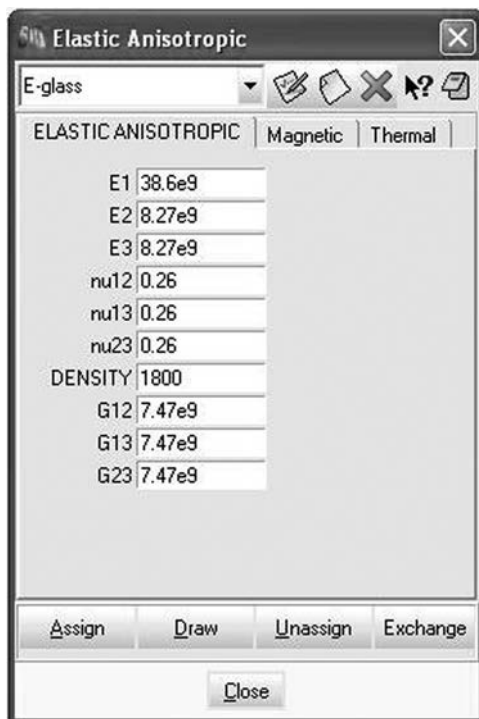 Elastic Anisotropic
E-glass
ELASTIC ANISOTROPIC Magnetic Thermal
E1 38.6e9
E2 8.27e9
E3 8.27e9
nu12 0.26
nu13 0.26
nu23 0.26
DENSITY 1800
G12 7.47e9
G13 7.47e9
G23 7.47e9
Assign Draw Unassign Exchange
Close